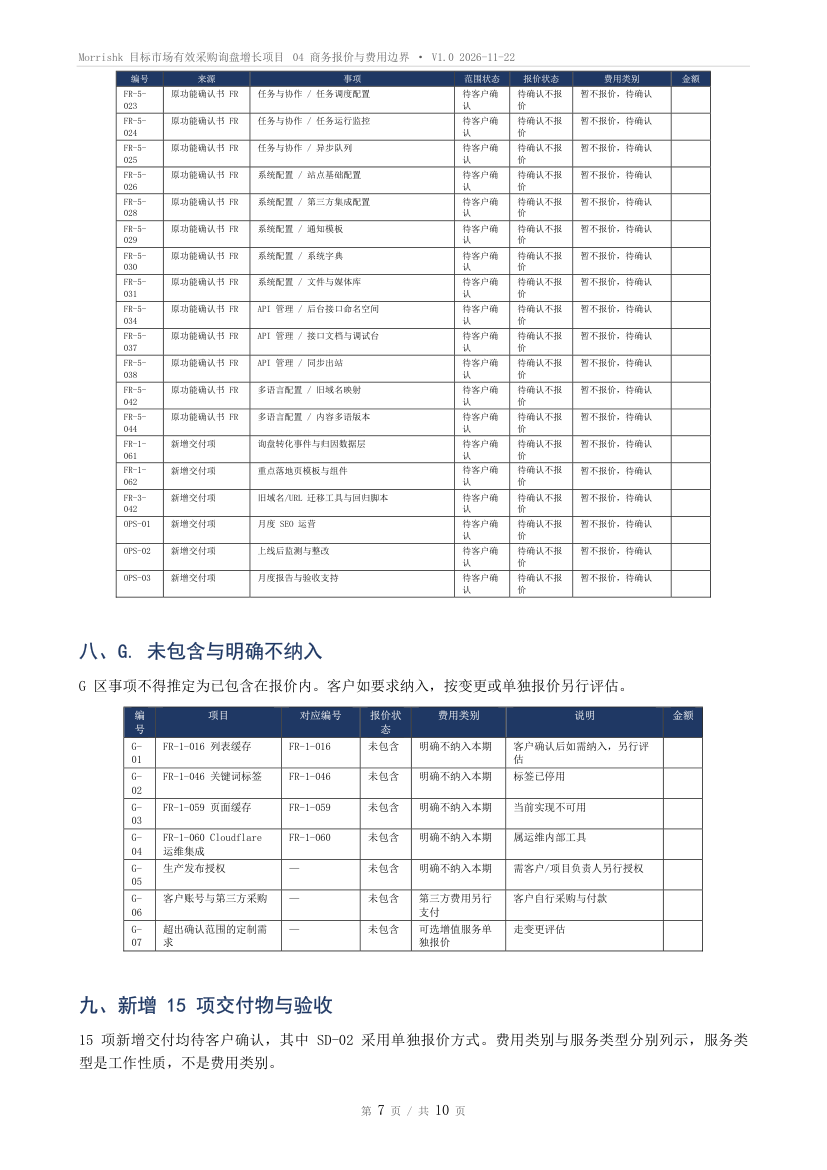 Morrishk 目标市场有效采购询盘增长项目 04 商务报价与费用边界 • V1.0 2026-11-22
编号 来源 事项 范围状态 报价状态 费用类别 金额
FR-5-023 原功能确认书 FR 任务与协作 / 任务调度配置 待客户确认 待确认不报价 暂不报价，待确认
FR-5-024 原功能确认书 FR 任务与协作 / 任务运行监控 待客户确认 待确认不报价 暂不报价，待确认
FR-5-025 原功能确认书 FR 任务与协作 / 异步队列 待客户确认 待确认不报价 暂不报价，待确认
FR-5-026 原功能确认书 FR 系统配置 / 站点基础配置 待客户确认 待确认不报价 暂不报价，待确认
FR-5-028 原功能确认书 FR 系统配置 / 第三方集成配置 待客户确认 待确认不报价 暂不报价，待确认
FR-5-029 原功能确认书 FR 系统配置 / 通知模板 待客户确认 待确认不报价 暂不报价，待确认
FR-5-030 原功能确认书 FR 系统配置 / 系统字典 待客户确认 待确认不报价 暂不报价，待确认
FR-5-031 原功能确认书 FR 系统配置 / 文件与媒体库 待客户确认 待确认不报价 暂不报价，待确认
FR-5-034 原功能确认书 FR API 管理 / 后台接口命名空间 待客户确认 待确认不报价 暂不报价，待确认
FR-5-037 原功能确认书 FR API 管理 / 接口文档与调试台 待客户确认 待确认不报价 暂不报价，待确认
FR-5-038 原功能确认书 FR API 管理 / 同步出站 待客户确认 待确认不报价 暂不报价，待确认
FR-5-042 原功能确认书 FR 多语言配置 / 旧域名映射 待客户确认 待确认不报价 暂不报价，待确认
FR-5-044 原功能确认书 FR 多语言配置 / 内容多语版本 待客户确认 待确认不报价 暂不报价，待确认
FR-1-061 新增交付项 询盘转化事件与归因数据层 待客户确认 待确认不报价 暂不报价，待确认
FR-1-062 新增交付项 重点落地页模板与组件 待客户确认 待确认不报价 暂不报价，待确认
FR-3-042 新增交付项 旧域名/URL 迁移工具与回归脚本 待客户确认 待确认不报价 暂不报价，待确认
OPS-01 新增交付项 月度 SEO 运营 待客户确认 待确认不报价 暂不报价，待确认
OPS-02 新增交付项 上线后监测与整改 待客户确认 待确认不报价 暂不报价，待确认
OPS-03 新增交付项 月度报告与验收支持 待客户确认 待确认不报价 暂不报价，待确认
八、G. 未包含与明确不纳入
G 区事项不得推定为已包含在报价内。客户如要求纳入，按变更或单独报价另行评估。
编号 项目 对应编号 报价状态 费用类别 说明 金额
G-01 FR-1-016 列表缓存 FR-1-016 未包含 明确不纳入本期 客户确认后如需纳入，另行评估
G-02 FR-1-046 关键词标签 FR-1-046 未包含 明确不纳入本期 标签已停用
G-03 FR-1-059 页面缓存 FR-1-059 未包含 明确不纳入本期 当前实现不可用
G-04 FR-1-060 Cloudflare 运维集成 FR-1-060 未包含 明确不纳入本期 属运维内部工具
G-05 生产发布授权 — 未包含 明确不纳入本期 需客户/项目负责人另行授权
G-06 客户账号与第三方采购 — 未包含 第三方费用另行支付 客户自行采购与付款
G-07 超出确认范围的定制需求 — 未包含 可选增值服务单独报价 走变更评估
九、新增 15 项交付物与验收
15 项新增交付均待客户确认，其中 SD-02 采用单独报价方式。费用类别与服务类型分别列示，服务类
型是工作性质，不是费用类别。
第 7 页 / 共 10 页